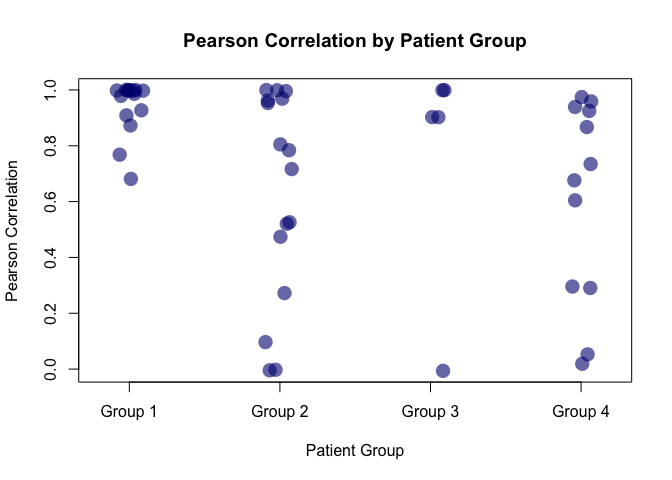 Pearson Correlation by Patient Group
Pearson Correlation
1.0
0.8
0.6
0.4
0.2
0.0
Group 1 Group 2 Group 3 Group 4
Patient Group